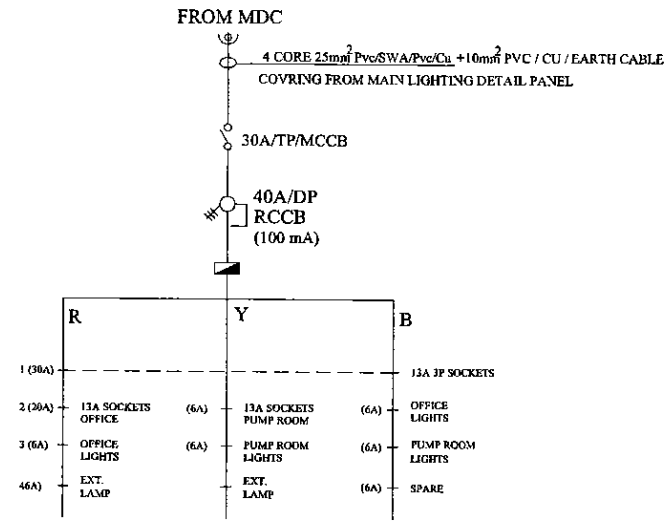 FROM MDC
4 CORE 25mm² Pvc/SWA/Pvc/Cu +10mm² PVC / CU / EARTH CABLE
COVRING FROM MAIN LIGHTING DETAIL PANEL
30A/TP/MCCB
40A/DP
RCCB
(100 mA)
R Y B
1 (30A) 13A 3P SOCKETS
2 (20A) 13A SOCKETS (6A) 13A SOCKETS (6A) OFFICE
OFFICE PUMP ROOM LIGHTS
3 (6A) OFFICE (6A) PUMP ROOM (6A) PUMP ROOM
LIGHTS LIGHTS LIGHTS
46A) EXT. EXT. (6A) SPARE
LAMP LAMP